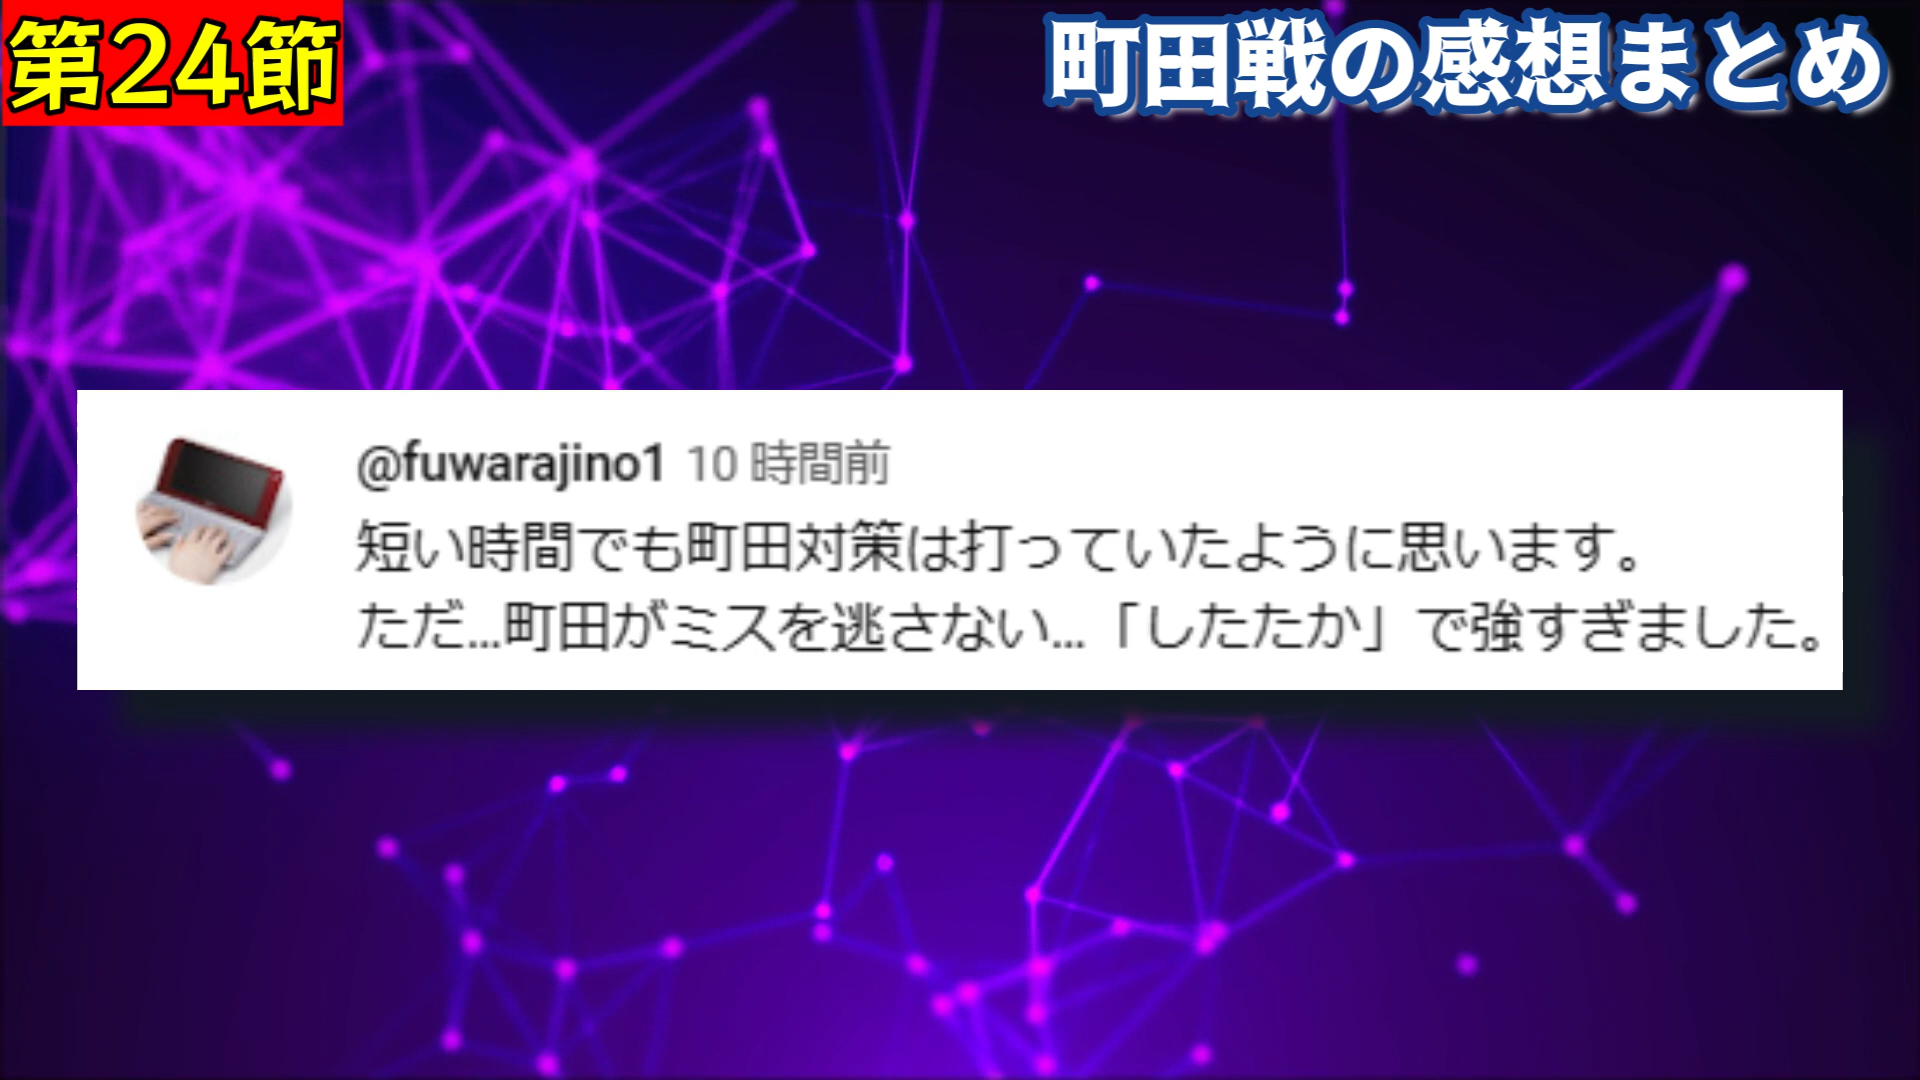 第24節
町田戦の感想まとめ
@fuwarajino1 10 時間前
短い時間でも町田対策は打っていたように思います。
ただ...町田がミスを逃さない...「したたか」で強すぎました。